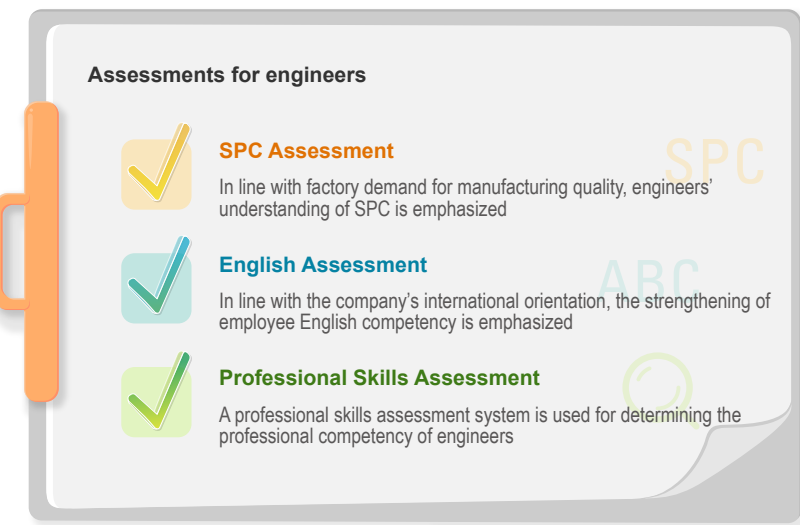 Assessments for engineers
SPC Assessment
SPC
In line with factory demand for manufacturing quality, engineers’
understanding of SPC is emphasized
English Assessment
ABC
In line with the company’s international orientation, the strengthening of
employee English competency is emphasized
Professional Skills Assessment
A professional skills assessment system is used for determining the
professional competency of engineers